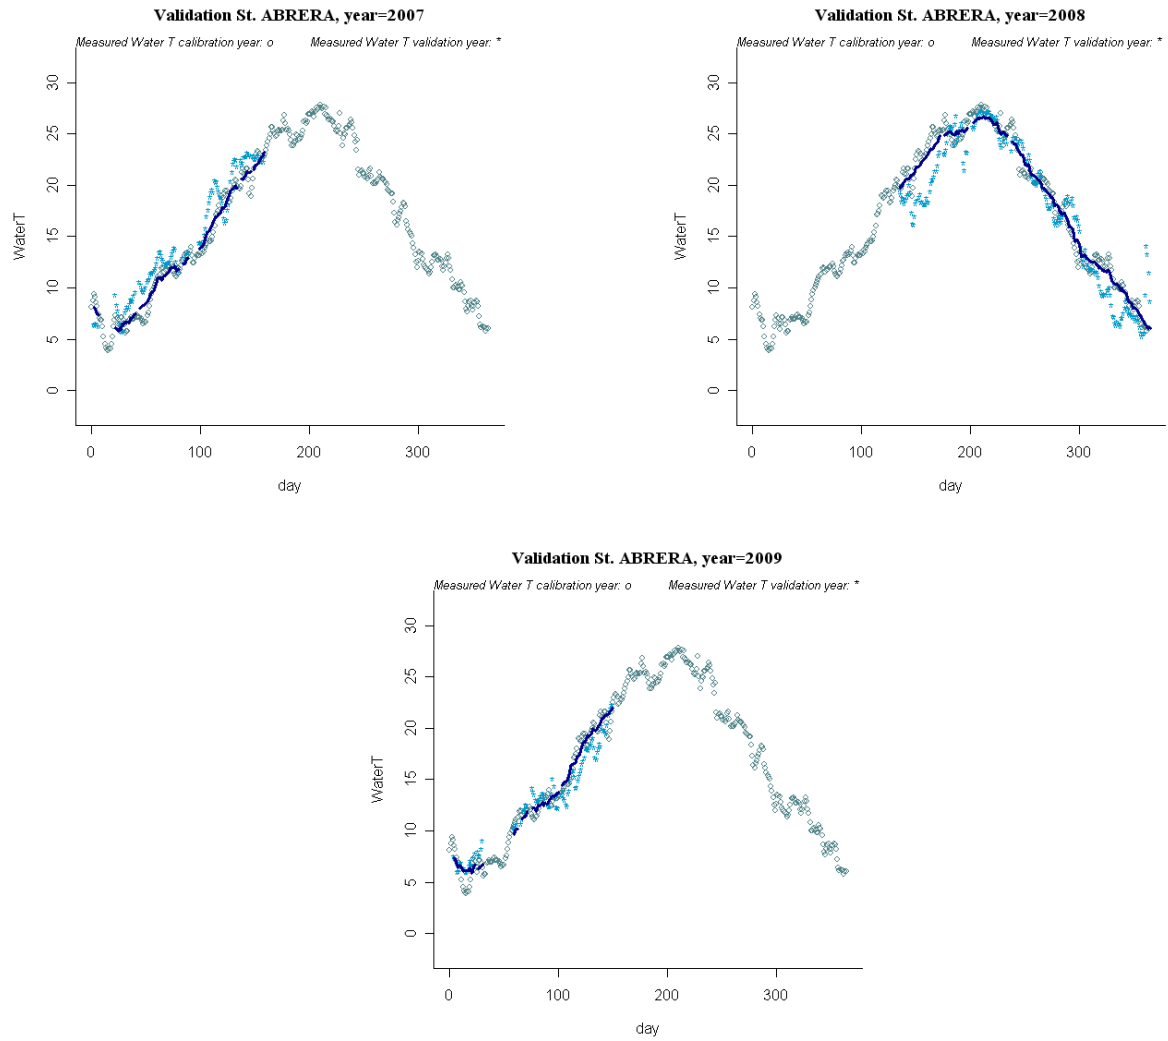 Validation St. ABRERA, year=2007
Measured Water T calibration year: o Measured Water T validation year: *
WaterT
30
25
20
15
10
5
0
0 100 200 300
day
Validation St. ABRERA, year=2008
Measured Water T calibration year: o Measured Water T validation year: *
WaterT
30
25
20
15
10
5
0
0 100 200 300
day
Validation St. ABRERA, year=2009
Measured Water T calibration year: o Measured Water T validation year: *
WaterT
30
25
20
15
10
5
0
0 100 200 300
day